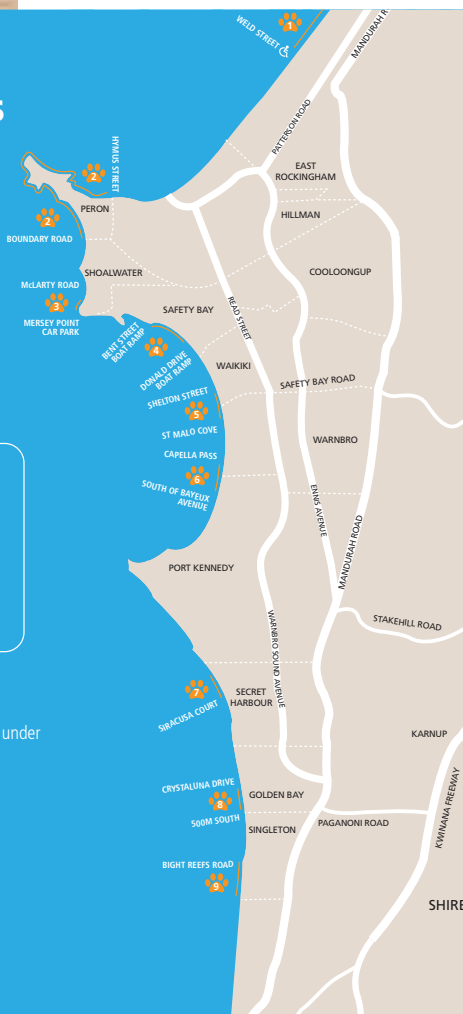 1
WELD STREET
MANDURAH R
PATTERSON ROAD
S
HYMUS STREET
2
EAST
ROCKINGHAM
PERON
2
HILLMAN
BOUNDARY ROAD
SHOALWATER
COOLOONGUP
McLARTY ROAD
3
SAFETY BAY
READ STREET
MERSEY POINT
CAR PARK
BENT STREET
BOAT RAMP
4
DONALD DRIVE
BOAT RAMP
WAIKIKI
SAFETY BAY ROAD
SHELTON STREET
5
ST MALO COVE
WARNBRO
CAPELLA PASS
6
SOUTH OF BAYEUX
AVENUE
ENNIS AVENUE
MANDURAH ROAD
PORT KENNEDY
STAKEHILL ROAD
WARNBRO SOUND AVENUE
7
SECRET
HARBOUR
SIRACUSA COURT
under
KARNUP
CRYSTALUNA DRIVE
8
GOLDEN BAY
500M SOUTH
SINGLETON
PAGANONI ROAD
KWINANA FREEWAY
BIGHT REEFS ROAD
9
SHIRE